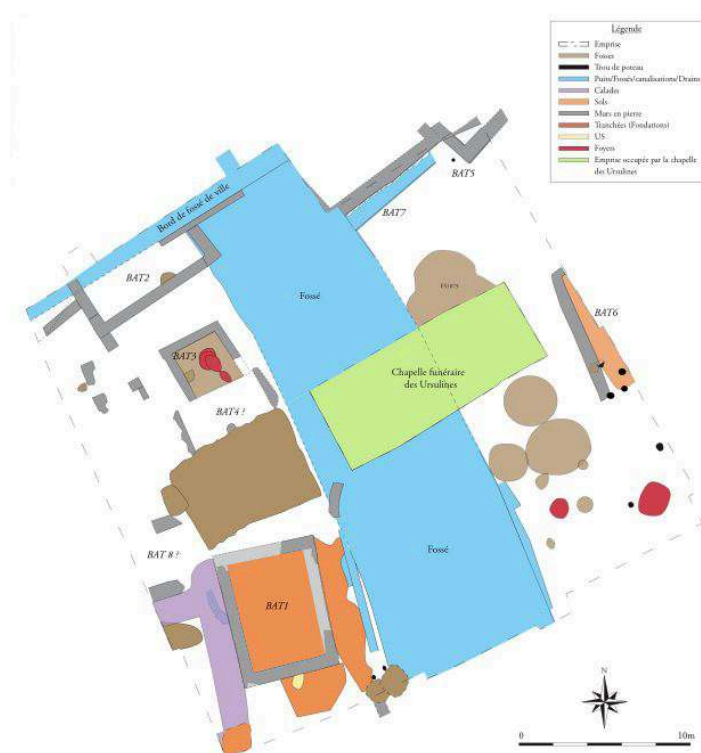 Légende
Emprise
Fosses
Trou de poteau
Puits/Fossés/canalisations/Drains
Calades
Sols
Murs en pierre
Tranchées (Fondations)
US
Foyers
Emprise occupée par la chapelle
des Ursulines
BAT5
Bord de fossé de ville
BAT7
BAT2
Fossé
BAT6
BAT3
Chapelle funéraire
des Ursulines
BAT4 ?
Fossé
BAT 8 ?
BAT1
N
0 10m